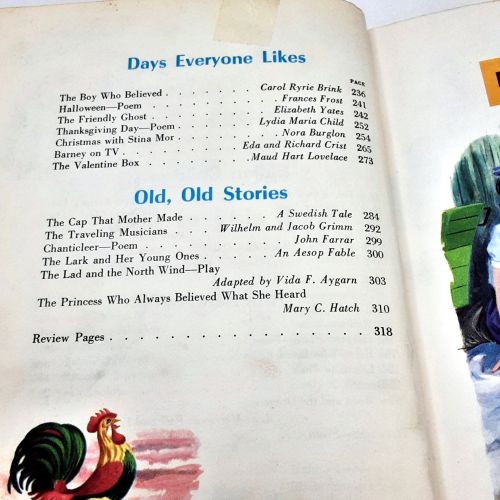 Days Everyone Likes
PAGE
The Boy Who Believed . . . . . . . . Carol Ryrie Brink 236
Halloween—Poem . . . . . . . . . Frances Frost 241
The Friendly Ghost . . . . . . . . Elizabeth Yates 242
Thanksgiving Day—Poem . . . . . . Lydia Maria Child 252
Christmas with Stina Mor . . . . . . . Nora Burglon 254
Barney on TV . . . . . . . . Eda and Richard Crist 265
The Valentine Box . . . . . . . Maud Hart Lovelace 273
Old, Old Stories
The Cap That Mother Made . . . . . . A Swedish Tale 284
The Traveling Musicians . . . . Wilhelm and Jacob Grimm 292
Chanticleer—Poem . . . . . . . . . John Farrar 299
The Lark and Her Young Ones . . . . . An Aesop Fable 300
The Lad and the North Wind—Play
Adapted by Vida F. Aygarn 303
The Princess Who Always Believed What She Heard
Mary C. Hatch 310
Review Pages . . . . . . . . . . . . . . . 318